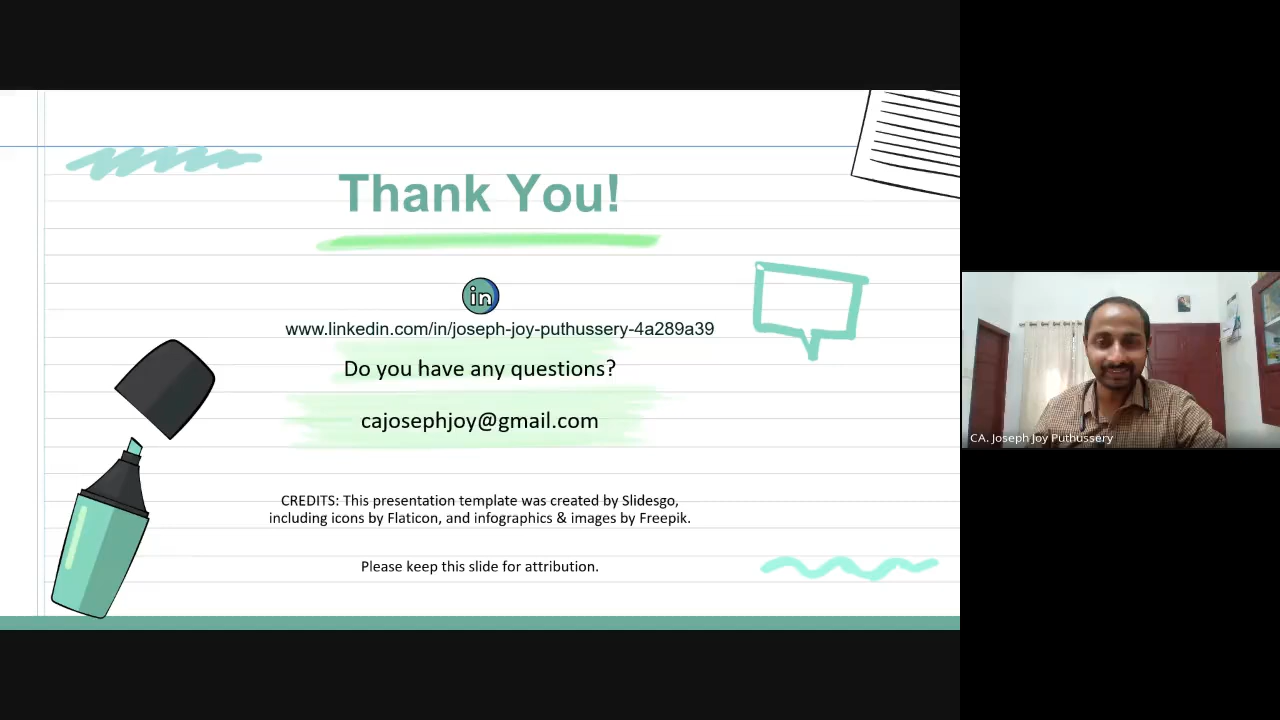 Thank You!
in
www.linkedin.com/in/joseph-joy-puthussery-4a289a39
Do you have any questions?
cajosephjoy@gmail.com
CREDITS: This presentation template was created by Slidesgo,
including icons by Flaticon, and infographics & images by Freepik.
Please keep this slide for attribution.
CA. Joseph Joy Puthussery